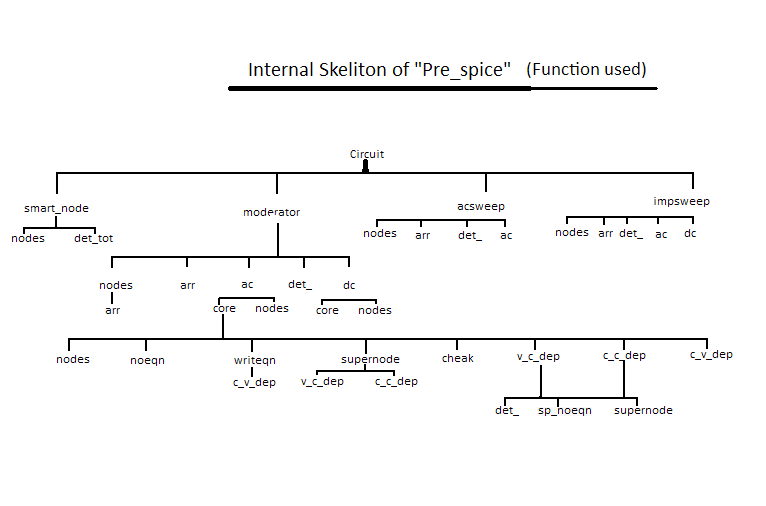 Internal Skeliton of "Pre_spice" (Function used)
Circuit
smart_node moderator acsweep impsweep
nodes det_tot nodes arr det_ ac nodes arr det_ ac dc
nodes arr ac det_ dc
arr core nodes core nodes
nodes noeqn writeqn supernode cheak v_c_dep c_c_dep c_v_dep
c_v_dep v_c_dep c_c_dep
det_ sp_noeqn supernode